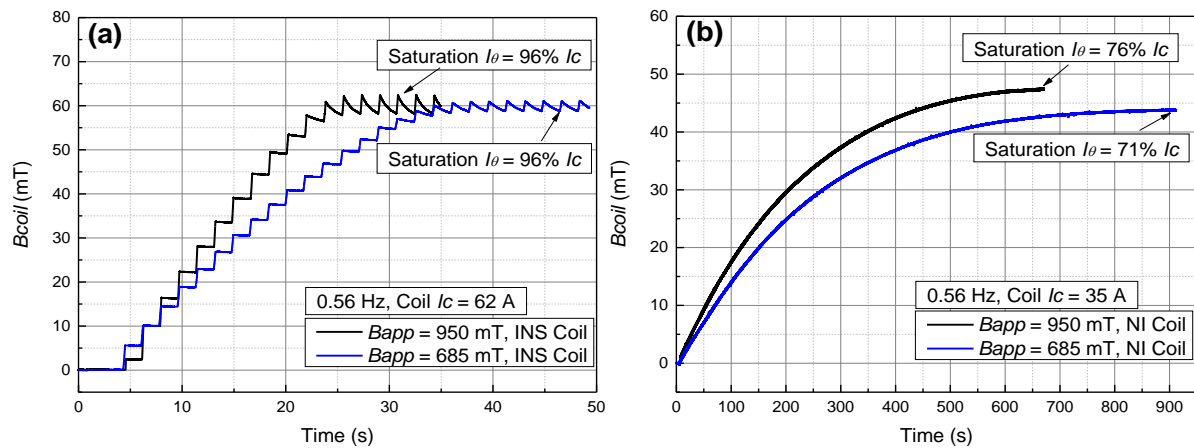 (a)
80
70
60
50
40
30
20
10
0
Bcoil (mT)
Saturation Iθ = 96% Ic
Saturation Iθ = 96% Ic
0.56 Hz, Coil Ic = 62 A
Bapp = 950 mT, INS Coil
Bapp = 685 mT, INS Coil
0 10 20 30 40 50
Time (s)
(b)
60
50
40
30
20
10
0
Bcoil (mT)
Saturation Iθ = 76% Ic
Saturation Iθ = 71% Ic
0.56 Hz, Coil Ic = 35 A
Bapp = 950 mT, NI Coil
Bapp = 685 mT, NI Coil
0 100 200 300 400 500 600 700 800 900
Time (s)